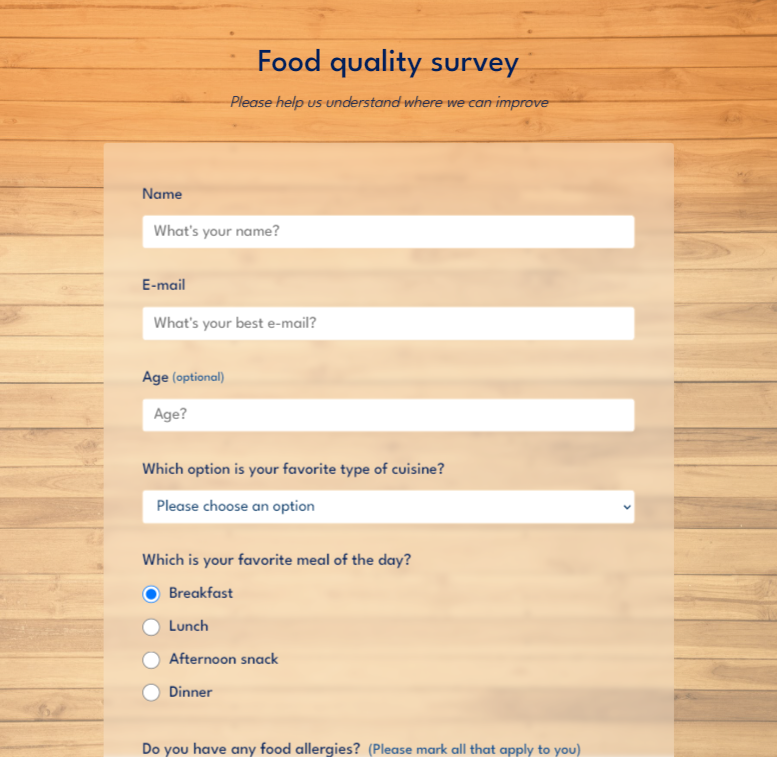 Food quality survey
Please help us understand where we can improve
Name
What's your name?
E-mail
What's your best e-mail?
Age (optional)
Age?
Which option is your favorite type of cuisine?
Please choose an option
Which is your favorite meal of the day?
Breakfast
Lunch
Afternoon snack
Dinner
Do you have any food allergies? (Please mark all that apply to you)